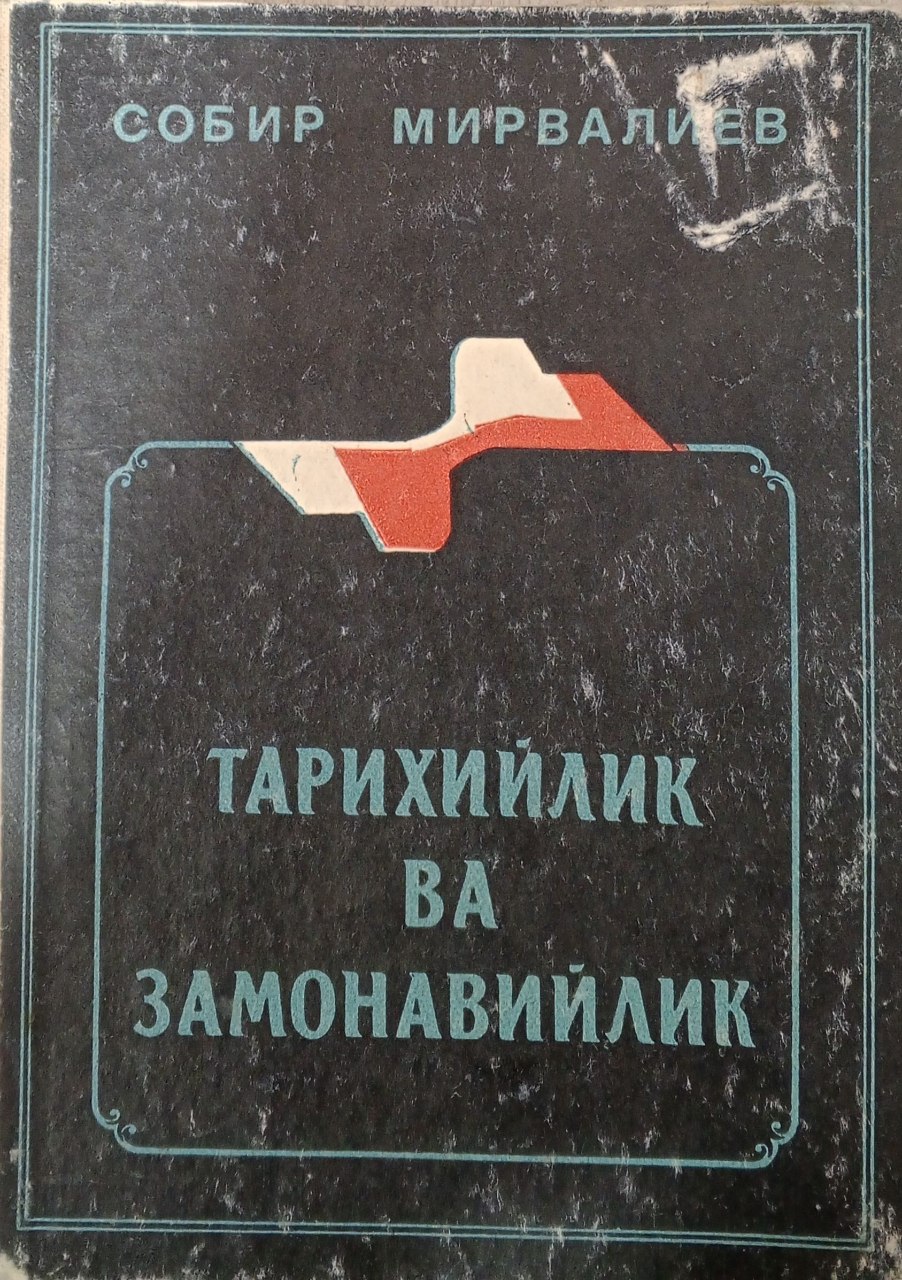 СОБИР МИРВАЛИЕВ
ТАРИХИЙЛИК
ВА
ЗАМОНАВИЙЛИК